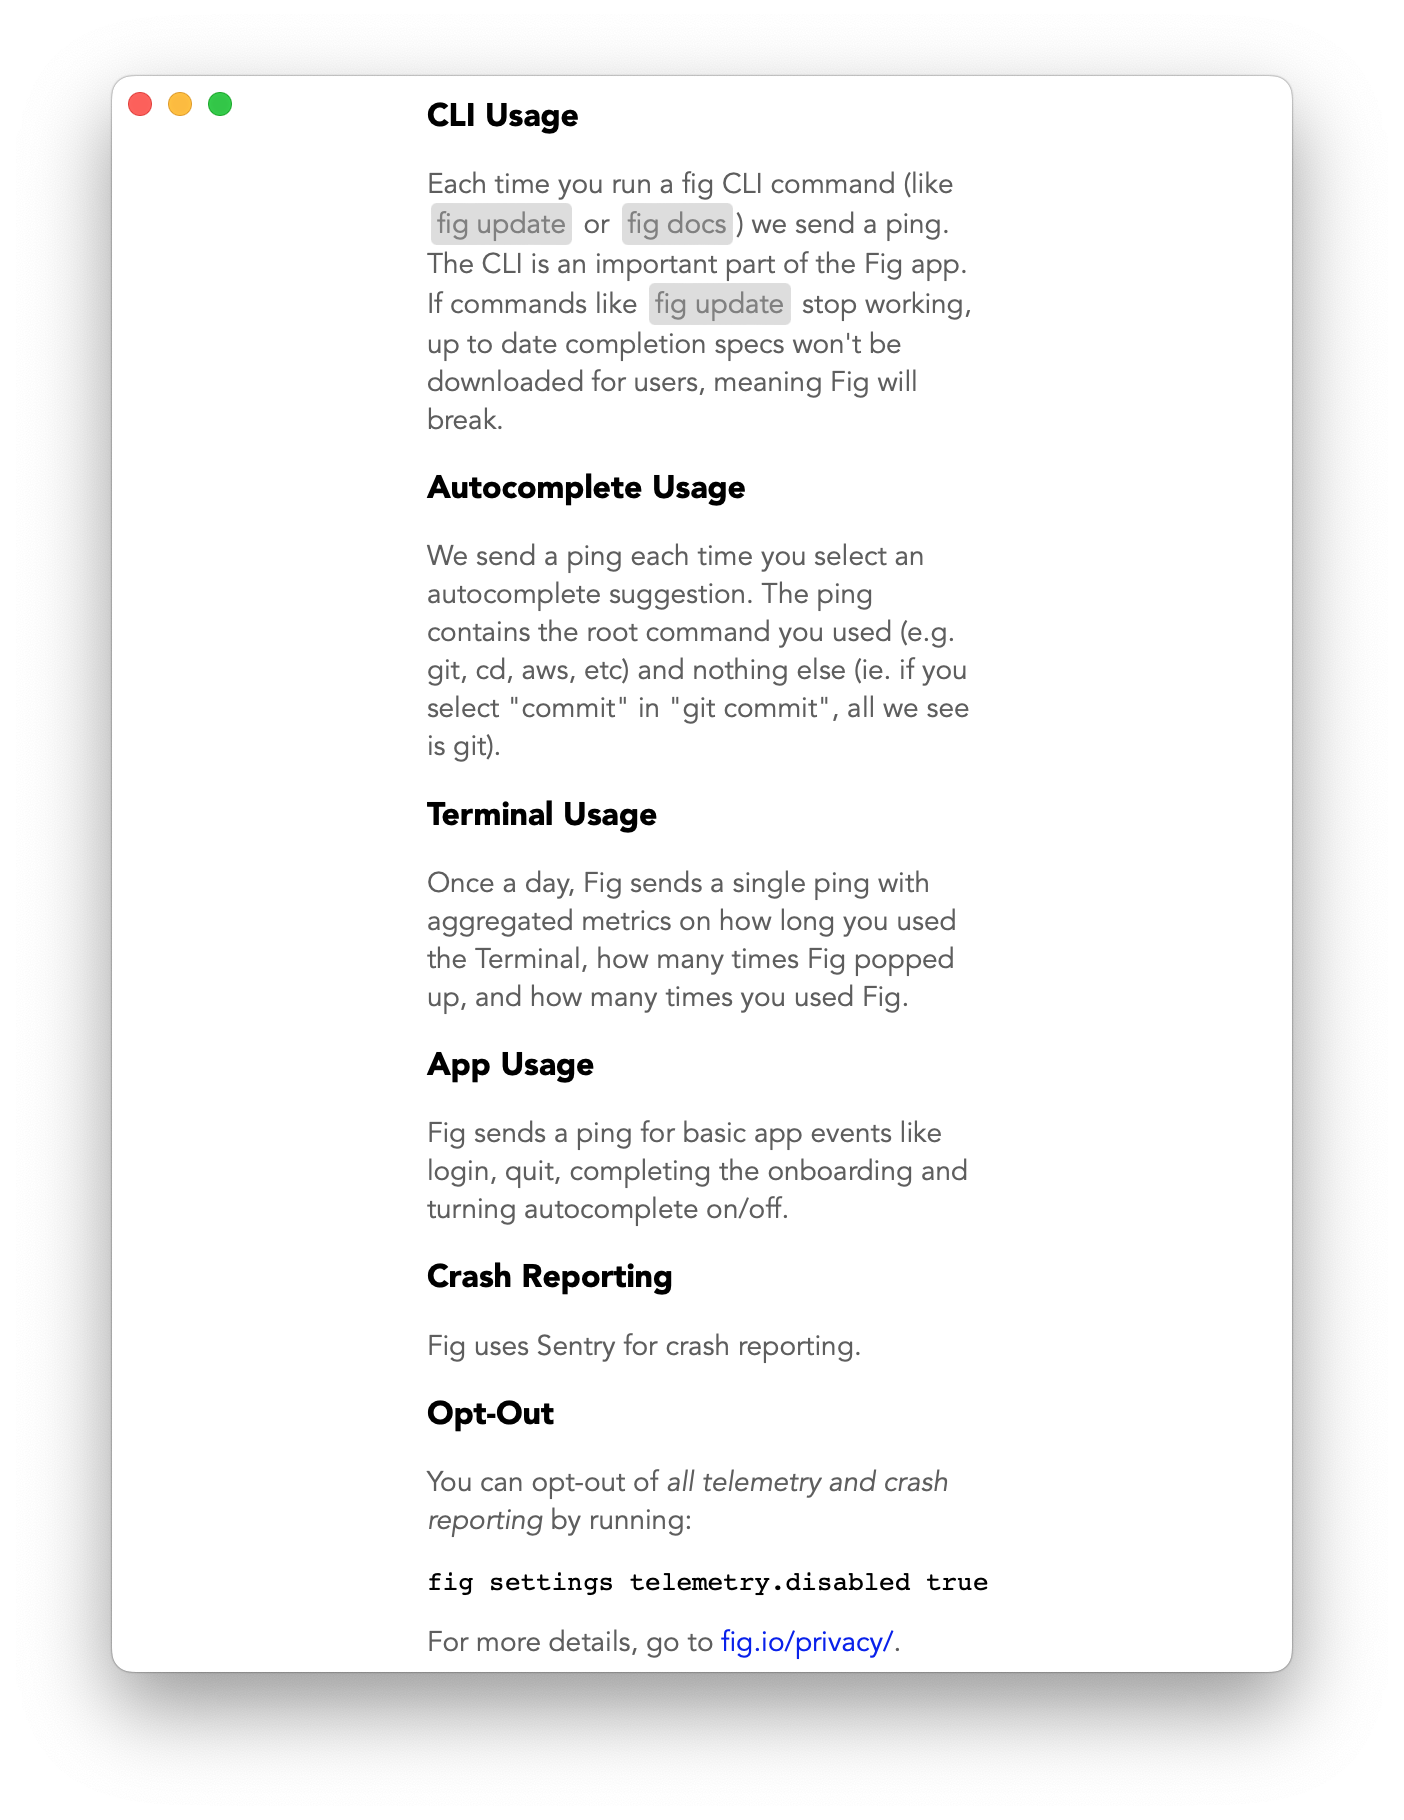 CLI Usage
Each time you run a fig CLI command (like
fig update or fig docs) we send a ping.
The CLI is an important part of the Fig app.
If commands like fig update stop working,
up to date completion specs won't be
downloaded for users, meaning Fig will
break.
Autocomplete Usage
We send a ping each time you select an
autocomplete suggestion. The ping
contains the root command you used (e.g.
git, cd, aws, etc) and nothing else (ie. if you
select "commit" in "git commit", all we see
is git).
Terminal Usage
Once a day, Fig sends a single ping with
aggregated metrics on how long you used
the Terminal, how many times Fig popped
up, and how many times you used Fig.
App Usage
Fig sends a ping for basic app events like
login, quit, completing the onboarding and
turning autocomplete on/off.
Crash Reporting
Fig uses Sentry for crash reporting.
Opt-Out
You can opt-out of all telemetry and crash
reporting by running:
fig settings telemetry.disabled true
For more details, go to fig.io/privacy/.